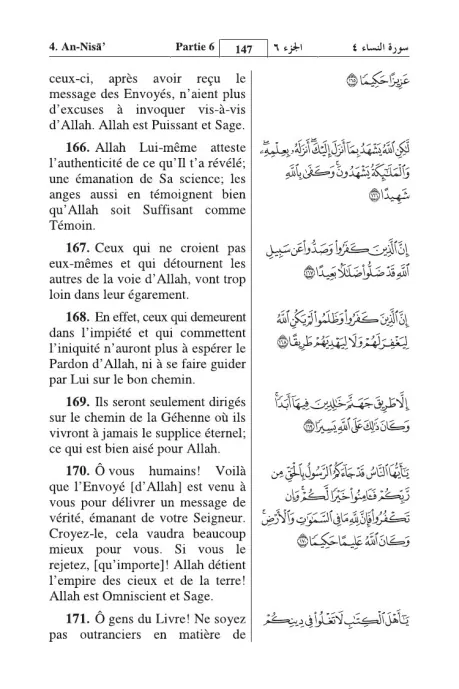 4. An-Nisā’ Partie 6 147 الجزء ٦ سورة النساء ٤
ceux-ci, après avoir reçu le
message des Envoyés, n’aient plus
d’excuses à invoquer vis-à-vis
d’Allah. Allah est Puissant et Sage.
166. Allah Lui-même atteste
l’authenticité de ce qu’Il t’a révélé;
une émanation de Sa science; les
anges aussi en témoignent bien
qu’Allah soit Suffisant comme
Témoin.
167. Ceux qui ne croient pas
eux-mêmes et qui détournent les
autres de la voie d’Allah, vont trop
loin dans leur égarement.
168. En effet, ceux qui demeurent
dans l’impiété et qui commettent
l’iniquité n’auront plus à espérer le
Pardon d’Allah, ni à se faire guider
par Lui sur le bon chemin.
169. Ils seront seulement dirigés
sur le chemin de la Géhenne où ils
vivront à jamais le supplice éternel;
ce qui est bien aisé pour Allah.
170. Ô vous humains! Voilà
que l’Envoyé [d’Allah] est venu à
vous pour délivrer un message de
vérité, émanant de votre Seigneur.
Croyez-le, cela vaudra beaucoup
mieux pour vous. Si vous le
rejetez, [qu’importe]! Allah détient
l’empire des cieux et de la terre!
Allah est Omniscient et Sage.
171. Ô gens du Livre! Ne soyez
pas outranciers en matière de
عَزِيزًا حَكِيمًا ١٦٥
لَّٰكِنِ ٱللَّهُ يَشْهَدُ بِمَآ أَنزَلَ إِلَيْكَ ۖ أَنزَلَهُۥ بِعِلْمِهِۦ ۖ
وَٱلْمَلَٰٓئِكَةُ يَشْهَدُونَ ۚ وَكَفَىٰ بِٱللَّهِ
شَهِيدًا ١٦٦
إِنَّ ٱلَّذِينَ كَفَرُوا۟ وَصَدُّوا۟ عَن سَبِيلِ
ٱللَّهِ قَدْ ضَلُّوا۟ ضَلَٰلًۢا بَعِيدًا ١٦٧
إِنَّ ٱلَّذِينَ كَفَرُوا۟ وَظَلَمُوا۟ لَمْ يَكُنِ ٱللَّهُ
لِيَغْفِرَ لَهُمْ وَلَا لِيَهْدِيَهُمْ طَرِيقًا ١٦٨
إِلَّا طَرِيقَ جَهَنَّمَ خَٰلِدِينَ فِيهَآ أَبَدًا ۚ
وَكَانَ ذَٰلِكَ عَلَى ٱللَّهِ يَسِيرًا ١٦٩
يَٰٓأَيُّهَا ٱلنَّاسُ قَدْ جَآءَكُمُ ٱلرَّسُولُ بِٱلْحَقِّ مِن
رَّبِّكُمْ فَـَٔامِنُوا۟ خَيْرًا لَّكُمْ ۚ وَإِن
تَكْفُرُوا۟ فَإِنَّ لِلَّهِ مَا فِى ٱلسَّمَٰوَٰتِ وَٱلْأَرْضِ ۚ
وَكَانَ ٱللَّهُ عَلِيمًا حَكِيمًا ١٧٠
يَٰٓأَهْلَ ٱلْكِتَٰبِ لَا تَغْلُوا۟ فِى دِينِكُمْ